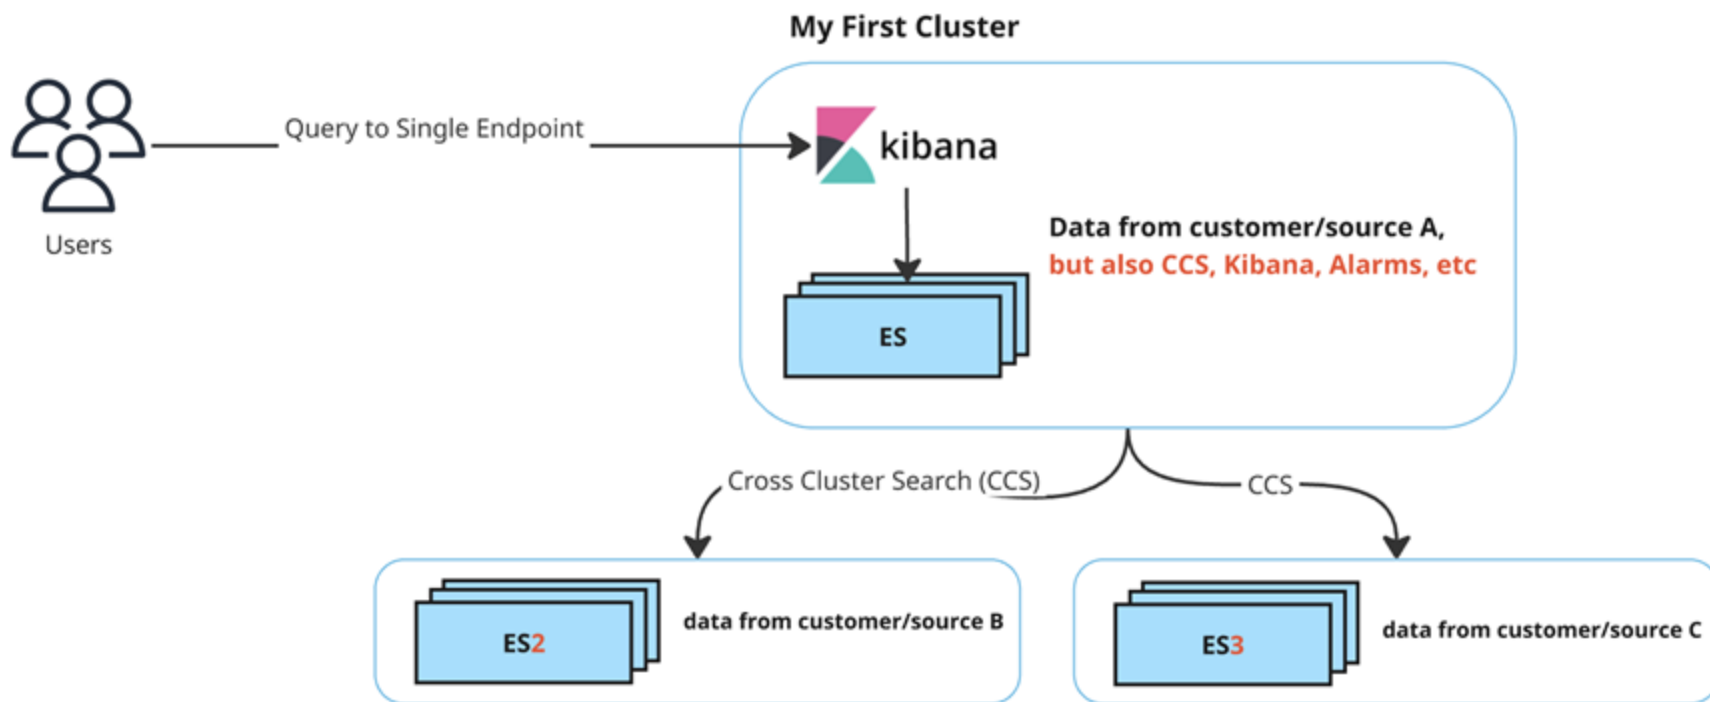 My First Cluster
Query to Single Endpoint
kibana
Users
Data from customer/source A,
but also CCS, Kibana, Alarms, etc
ES
Cross Cluster Search (CCS)
CCS
ES2
data from customer/source B
ES3
data from customer/source C